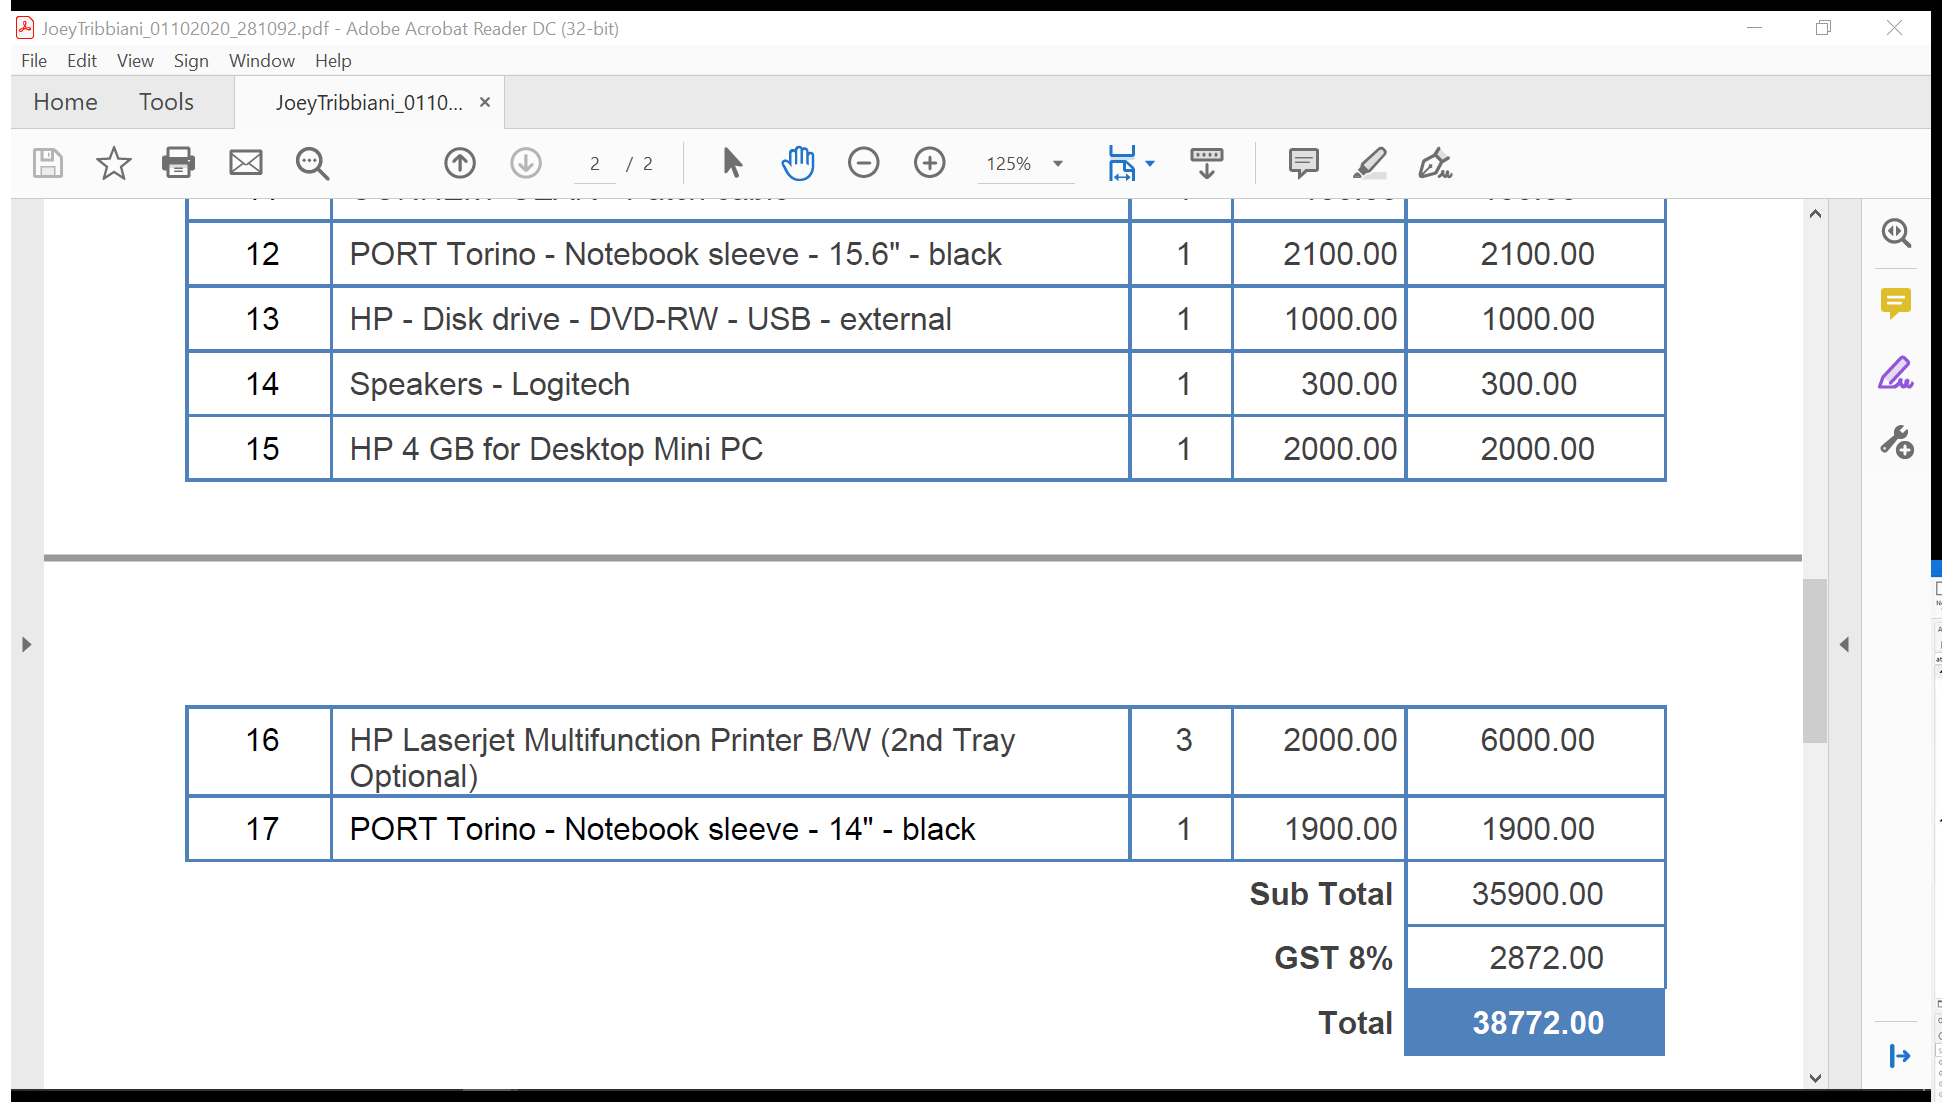 JoeyTribbiani_01102020_281092.pdf - Adobe Acrobat Reader DC (32-bit)
File Edit View Sign Window Help
Home Tools JoeyTribbiani_0110... ×
2 / 2 125%
12 PORT Torino - Notebook sleeve - 15.6" - black 1 2100.00 2100.00
13 HP - Disk drive - DVD-RW - USB - external 1 1000.00 1000.00
14 Speakers - Logitech 1 300.00 300.00
15 HP 4 GB for Desktop Mini PC 1 2000.00 2000.00
16 HP Laserjet Multifunction Printer B/W (2nd Tray 3 2000.00 6000.00
Optional)
17 PORT Torino - Notebook sleeve - 14" - black 1 1900.00 1900.00
Sub Total 35900.00
GST 8% 2872.00
Total 38772.00